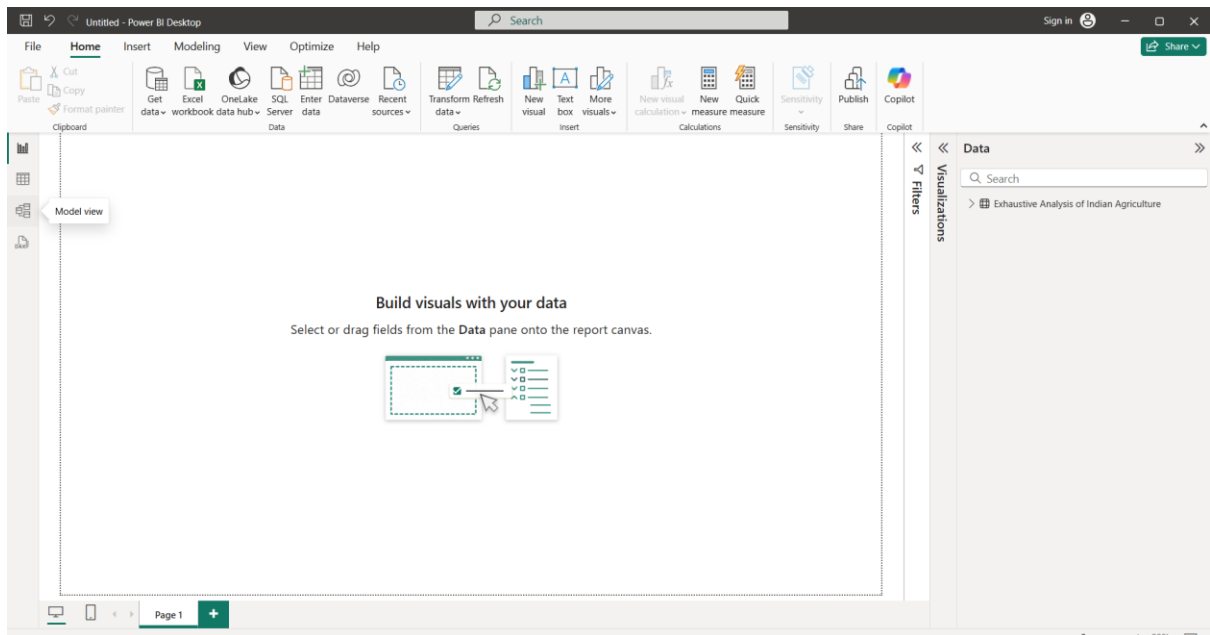 Untitled - Power BI Desktop
Search
Sign in
File Home Insert Modeling View Optimize Help
Share
Paste
Cut
Copy
Format painter
Clipboard
Get data
Excel workbook
OneLake data hub
SQL Server
Enter data
Dataverse
Recent sources
Data
Transform data
Refresh
Queries
New visual
Text box
More visuals
Insert
New visual calculation
New measure
Quick measure
Calculations
Sensitivity
Sensitivity
Publish
Share
Copilot
Copilot
Model view
Build visuals with your data
Select or drag fields from the Data pane onto the report canvas.
Filters
Visualizations
Data
Search
Exhaustive Analysis of Indian Agriculture
Page 1